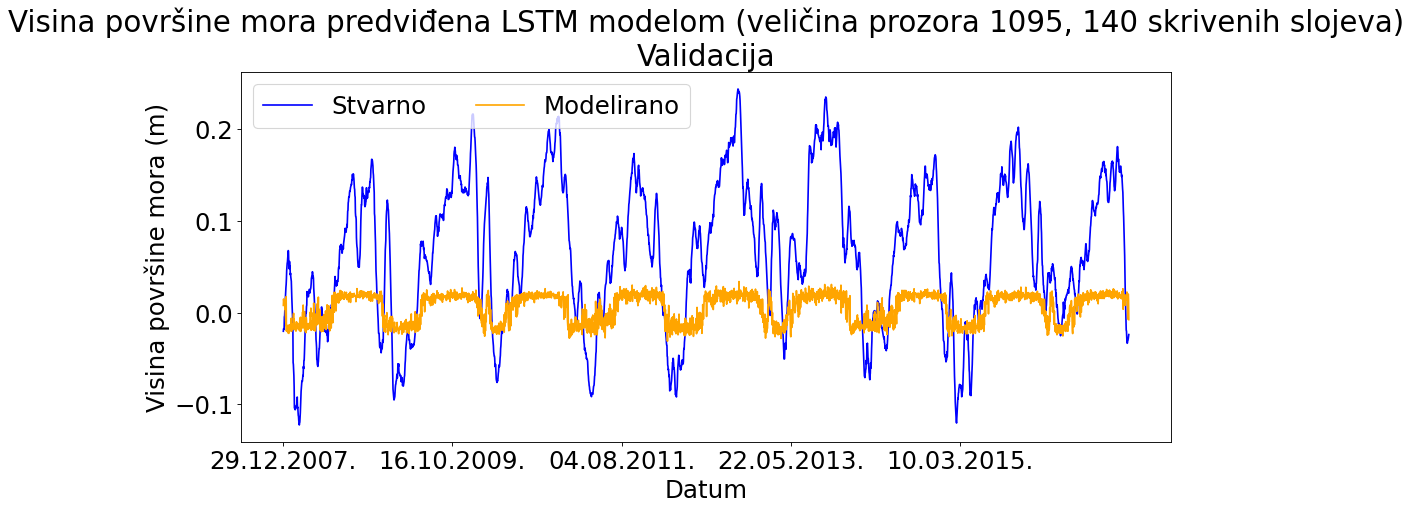 Visina površine mora predviđena LSTM modelom (veličina prozora 1095, 140 skrivenih slojeva)
Validacija
Stvarno
Modelirano
Visina površine mora (m)
0.2
0.1
0.0
−0.1
29.12.2007.
16.10.2009.
04.08.2011.
22.05.2013.
10.03.2015.
Datum